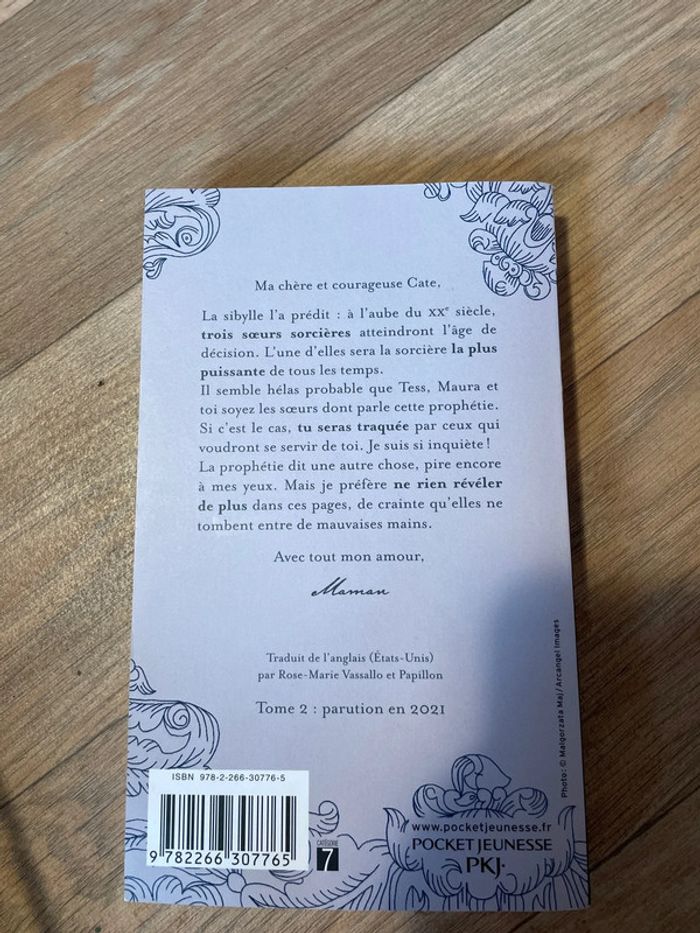 Ma chère et courageuse Cate,
La sibylle l'a prédit : à l'aube du XXe siècle,
trois sœurs sorcières atteindront l'âge de
décision. L'une d'elles sera la sorcière la plus
puissante de tous les temps.
Il semble hélas probable que Tess, Maura et
toi soyez les sœurs dont parle cette prophétie.
Si c'est le cas, tu seras traquée par ceux qui
voudront se servir de toi. Je suis si inquiète !
La prophétie dit une autre chose, pire encore
à mes yeux. Mais je préfère ne rien révéler
de plus dans ces pages, de crainte qu'elles ne
tombent entre de mauvaises mains.
Avec tout mon amour,
Maman
Traduit de l'anglais (États-Unis)
par Rose-Marie Vassallo et Papillon
Tome 2 : parution en 2021
Photo : © Malgorzata Maj / Arcangel Images
ISBN 978-2-266-30776-5
9 782266 307765
CATÉGORIE
7
www.pocketjeunesse.fr
POCKET JEUNESSE
PKJ·